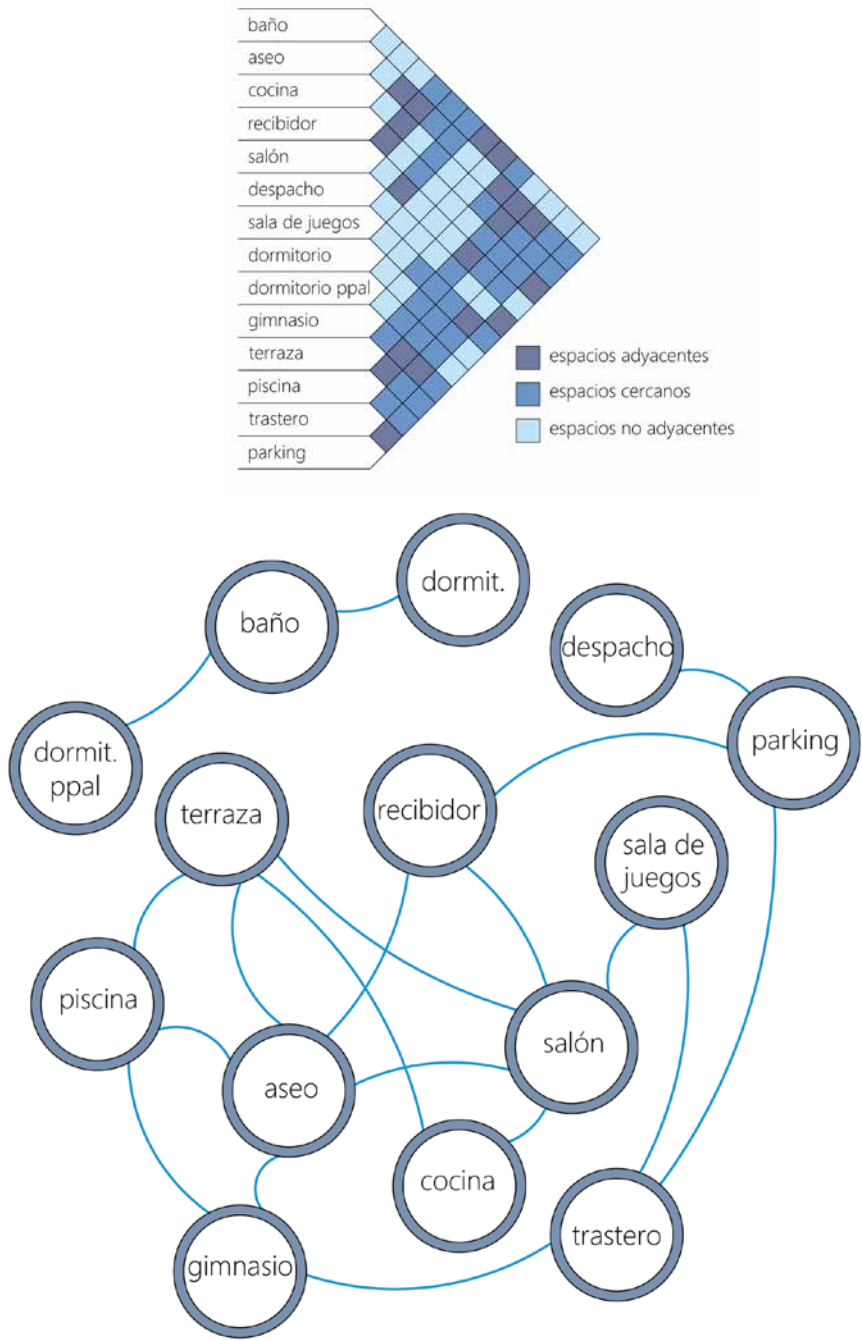 baño
aseo
cocina
recibidor
salón
despacho
sala de juegos
dormitorio
dormitorio ppal
gimnasio
terraza
piscina
trastero
parking
espacios adyacentes
espacios cercanos
espacios no adyacentes
dormit.
baño
despacho
parking
dormit.
ppal
terraza
recibidor
sala de
juegos
piscina
salón
aseo
cocina
trastero
gimnasio